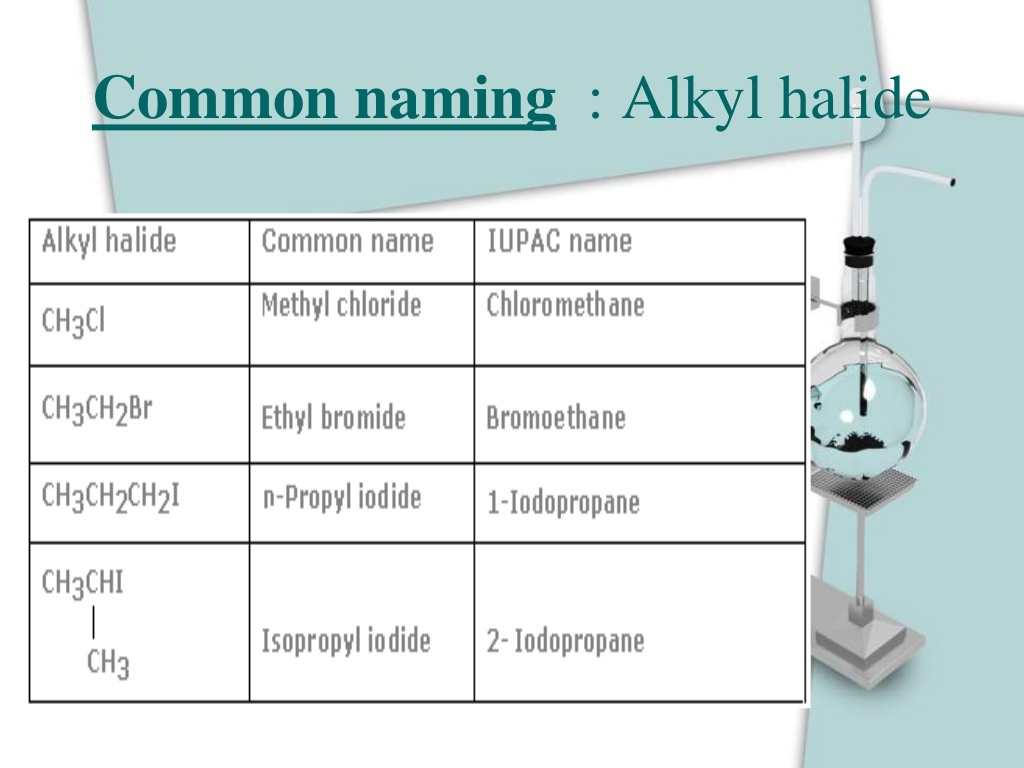 Common naming : Alkyl halide
Alkyl halide Common name IUPAC name
CH3Cl Methyl chloride Chloromethane
CH3CH2Br Ethyl bromide Bromoethane
CH3CH2CH2I n-Propyl iodide 1-Iodopropane
CH3CHI
|
CH3 Isopropyl iodide 2- Iodopropane